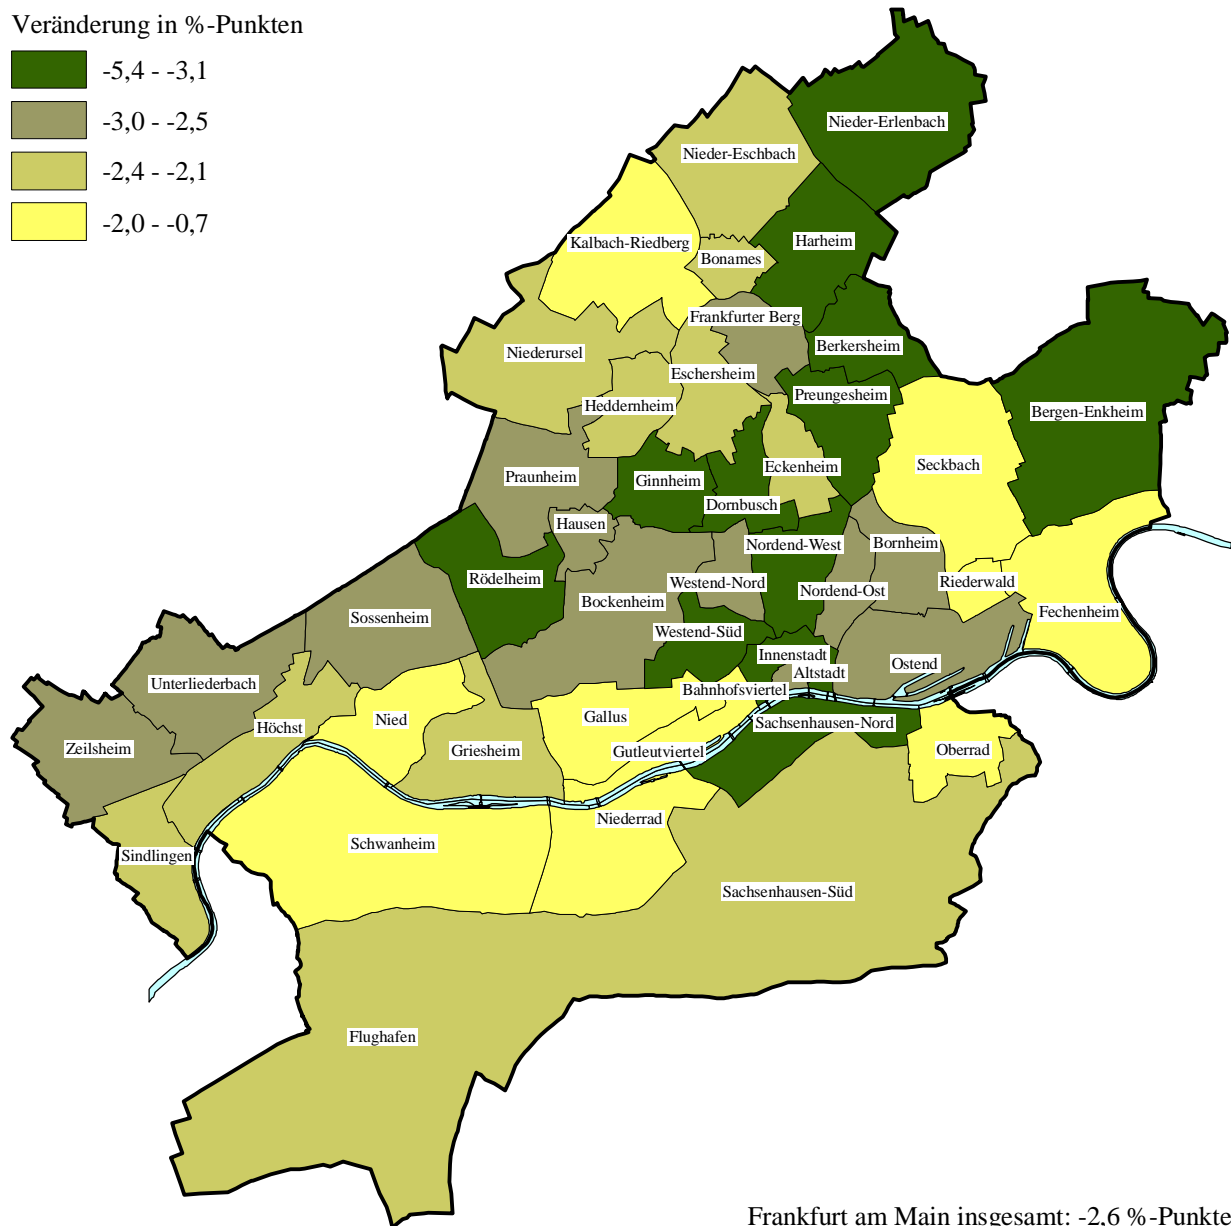 Veränderung in %-Punkten
-5,4 - -3,1
-3,0 - -2,5
-2,4 - -2,1
-2,0 - -0,7
Nieder-Erlenbach
Nieder-Eschbach
Kalbach-Riedberg
Harheim
Bonames
Frankfurter Berg
Berkersheim
Niederursel
Eschersheim
Preungesheim
Heddernheim
Bergen-Enkheim
Seckbach
Eckenheim
Praunheim
Ginnheim
Dornbusch
Hausen
Nordend-West
Bornheim
Rödelheim
Westend-Nord
Riederwald
Nordend-Ost
Bockenheim
Fechenheim
Sossenheim
Westend-Süd
Innenstadt
Ostend
Altstadt
Unterliederbach
Bahnhofsviertel
Gallus
Nied
Sachsenhausen-Nord
Höchst
Zeilsheim
Griesheim
Gutleutviertel
Oberrad
Niederrad
Schwanheim
Sindlingen
Sachsenhausen-Süd
Flughafen
Frankfurt am Main insgesamt: -2,6 %-Punkte